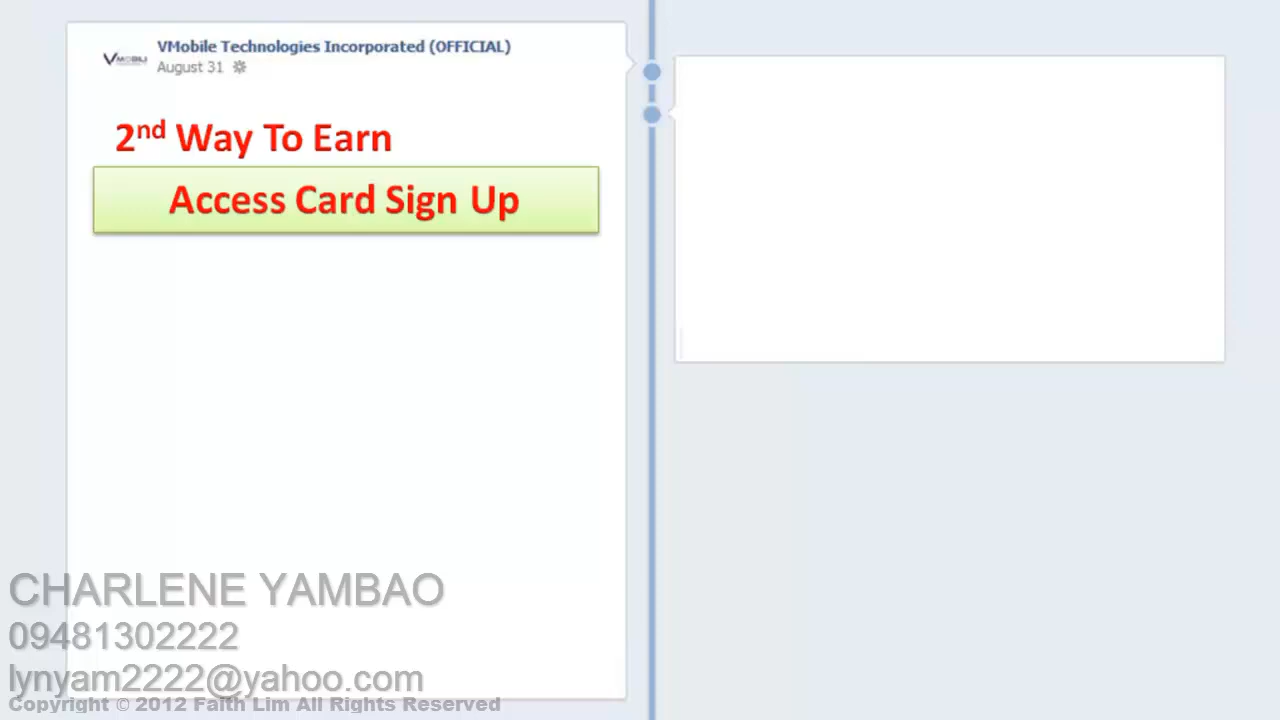 VMobile Technologies Incorporated (OFFICIAL)
VMOBILE
August 31
2nd Way To Earn
Access Card Sign Up
CHARLENE YAMBAO
09481302222
lynyam2222@yahoo.com
Copyright © 2012 Faith Lim All Rights Reserved